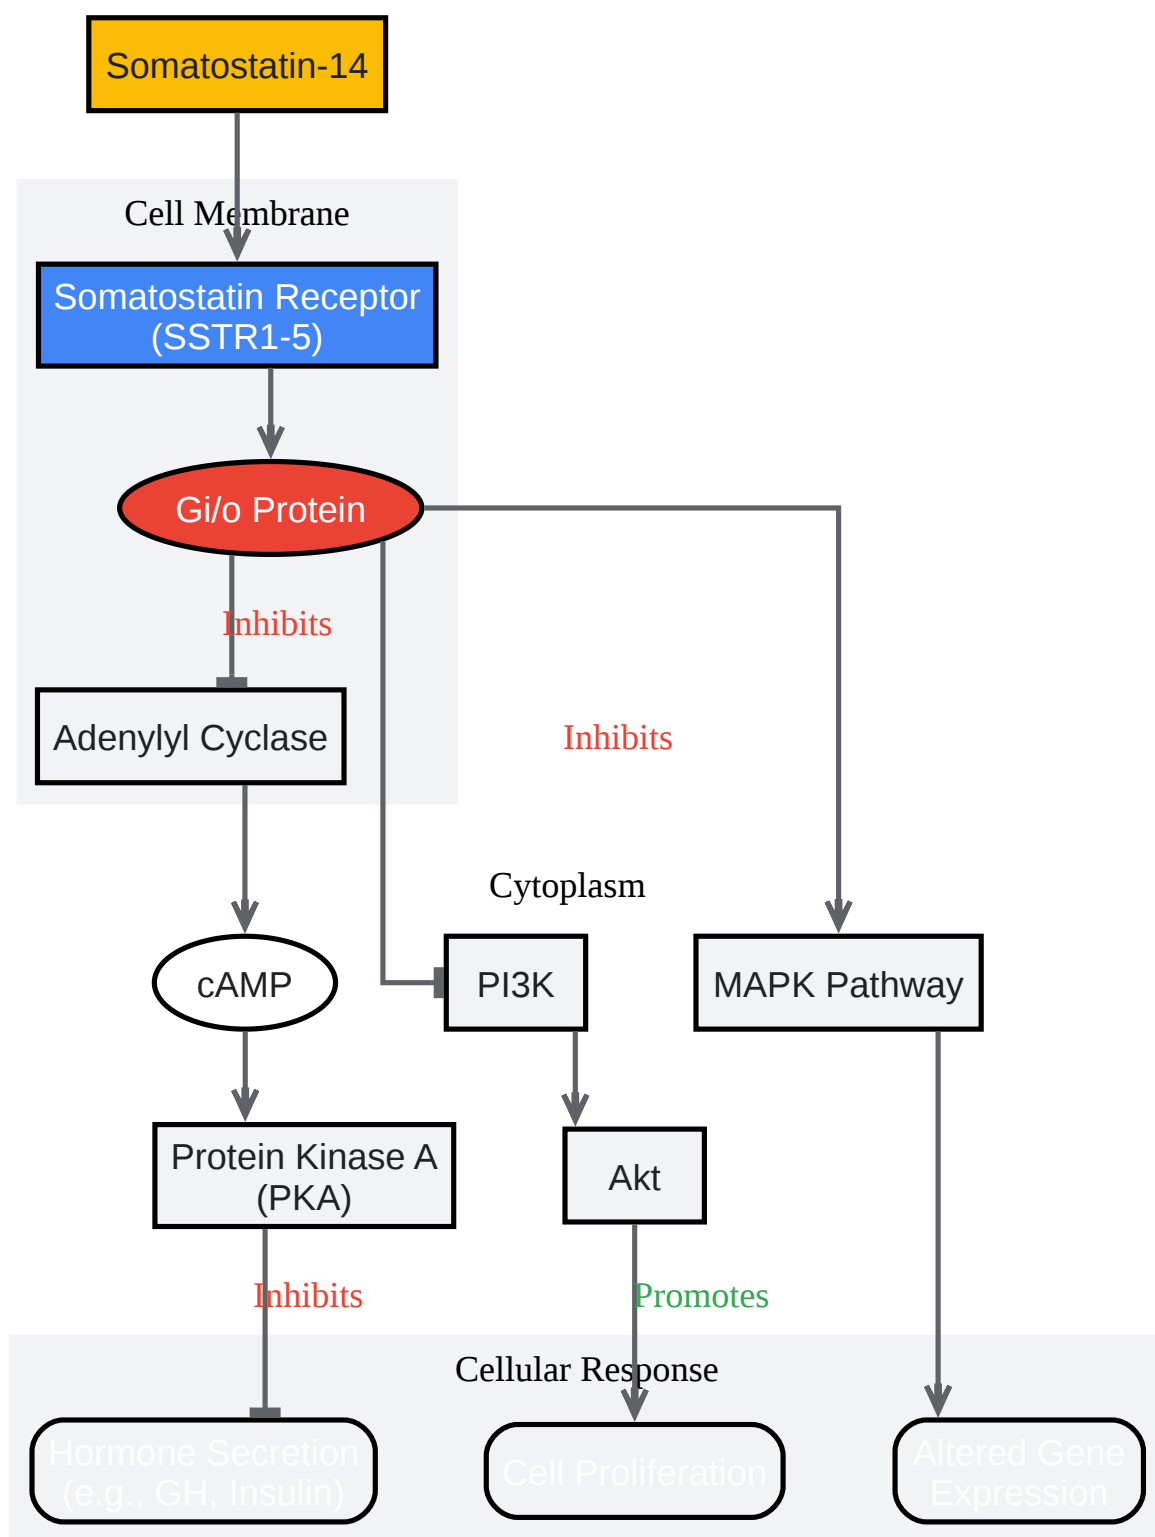 Somatostatin-14
Cell Membrane
Somatostatin Receptor
(SSTR1-5)
Gi/o Protein
Inhibits
Adenylyl Cyclase
Inhibits
Cytoplasm
cAMP
PI3K
MAPK Pathway
Protein Kinase A
(PKA)
Akt
Inhibits
Promotes
Cellular Response
Hormone Secretion
(e.g., GH, Insulin)
Cell Proliferation
Altered Gene
Expression